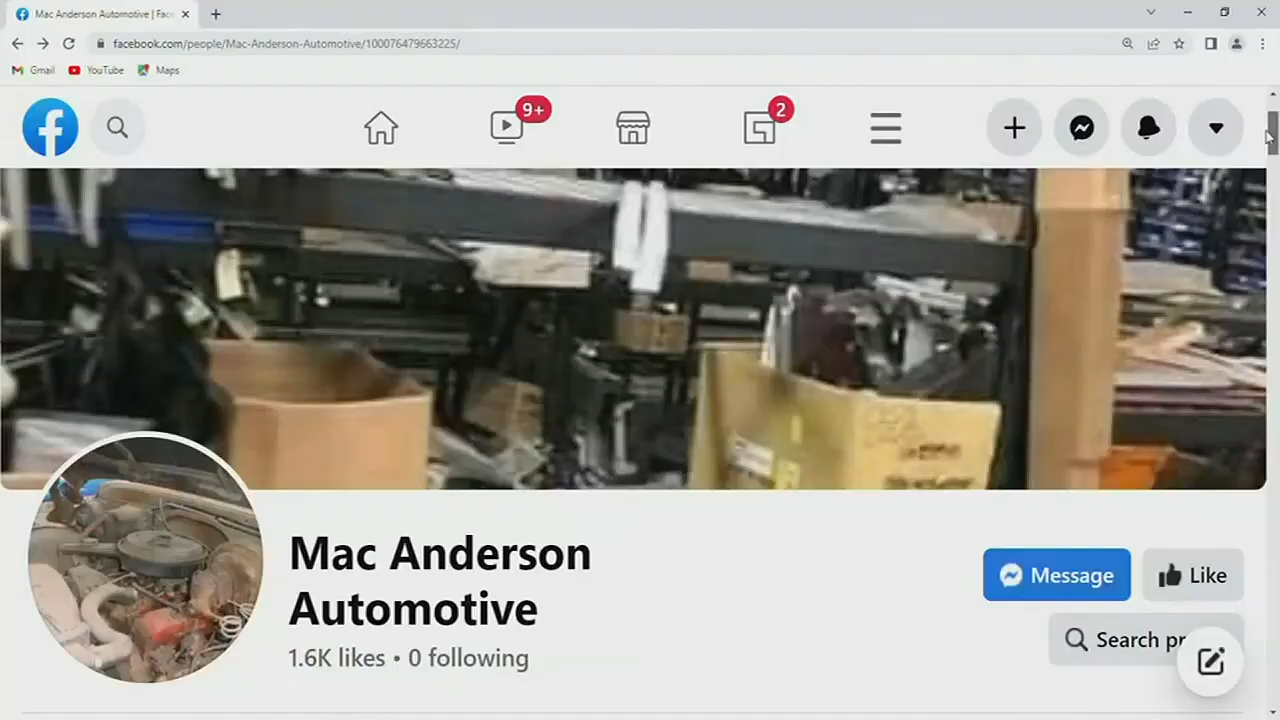 Mac Anderson Automotive | Fac
facebook.com/people/Mac-Anderson-Automotive/100076479663225/
Gmail YouTube Maps
9+ 2
Mac Anderson
Automotive
1.6K likes • 0 following
Message
Like
Search pr